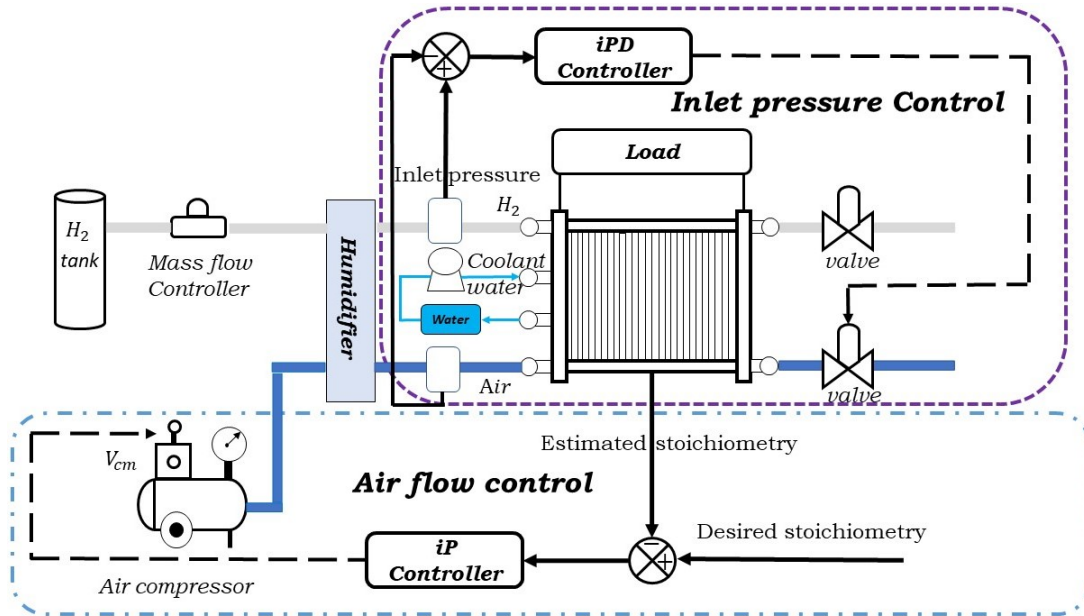 iPD
Controller
Inlet pressure Control
−
+
Load
Inlet pressure
H₂
H₂
tank
Mass flow
Controller
Humidifier
Coolant
water
Water
valve
Air
valve
Estimated stoichiometry
V_cm
Air flow control
Desired stoichiometry
−
+
iP
Controller
Air compressor